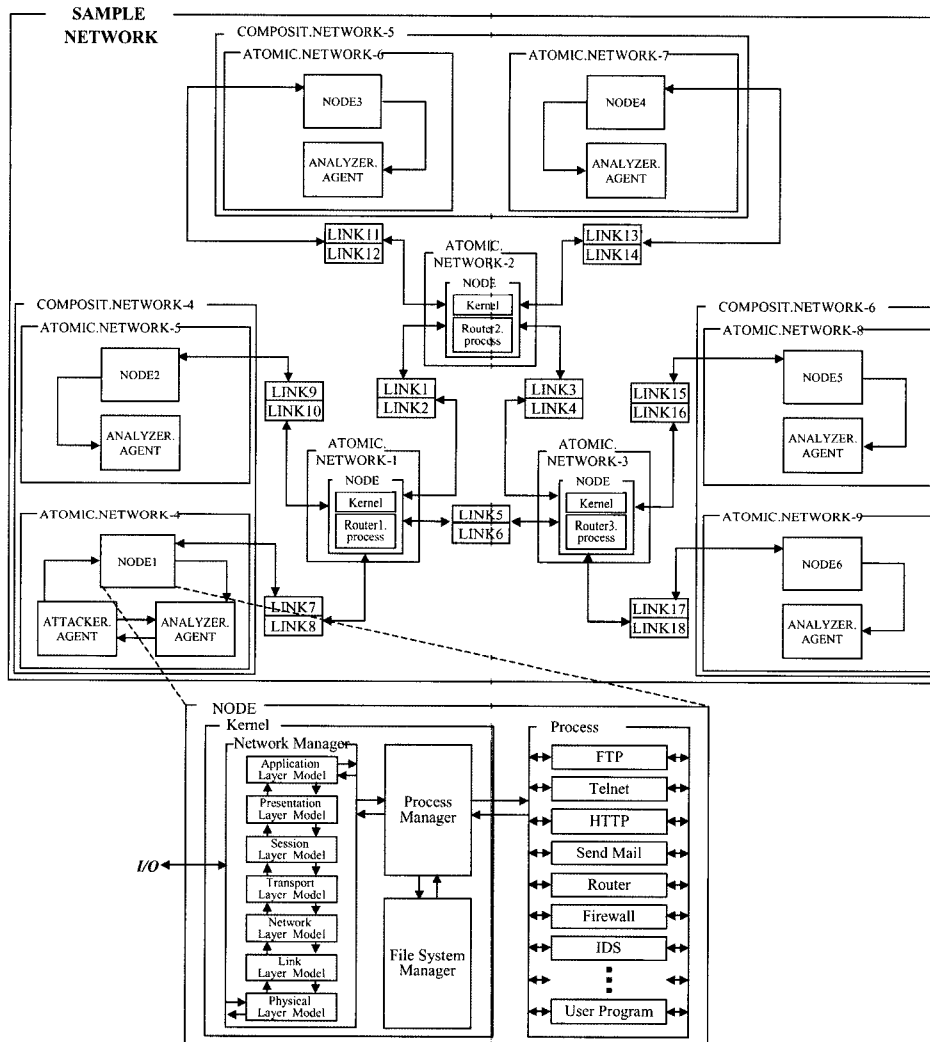 SAMPLE
NETWORK
COMPOSIT.NETWORK-5
ATOMIC.NETWORK-6
NODE3
ANALYZER.
AGENT
ATOMIC.NETWORK-7
NODE4
ANALYZER.
AGENT
LINK11
LINK12
LINK13
LINK14
ATOMIC.
NETWORK-2
NODE
Kernel
Router2.
process
COMPOSIT.NETWORK-4
ATOMIC.NETWORK-5
NODE2
ANALYZER.
AGENT
LINK9
LINK10
LINK1
LINK2
LINK3
LINK4
LINK15
LINK16
COMPOSIT.NETWORK-6
ATOMIC.NETWORK-8
NODE5
ANALYZER.
AGENT
ATOMIC.
NETWORK-1
NODE
Kernel
Router1.
process
LINK5
LINK6
ATOMIC.
NETWORK-3
NODE
Kernel
Router3.
process
ATOMIC.NETWORK-4
NODE1
ATTACKER.
AGENT
ANALYZER.
AGENT
LINK7
LINK8
LINK17
LINK18
ATOMIC.NETWORK-9
NODE6
ANALYZER.
AGENT
NODE
Kernel
Network Manager
Application
Layer Model
Presentation
Layer Model
Session
Layer Model
Transport
Layer Model
Network
Layer Model
Link
Layer Model
Physical
Layer Model
I/O
Process
Manager
File System
Manager
Process
FTP
Telnet
HTTP
Send Mail
Router
Firewall
IDS
User Program